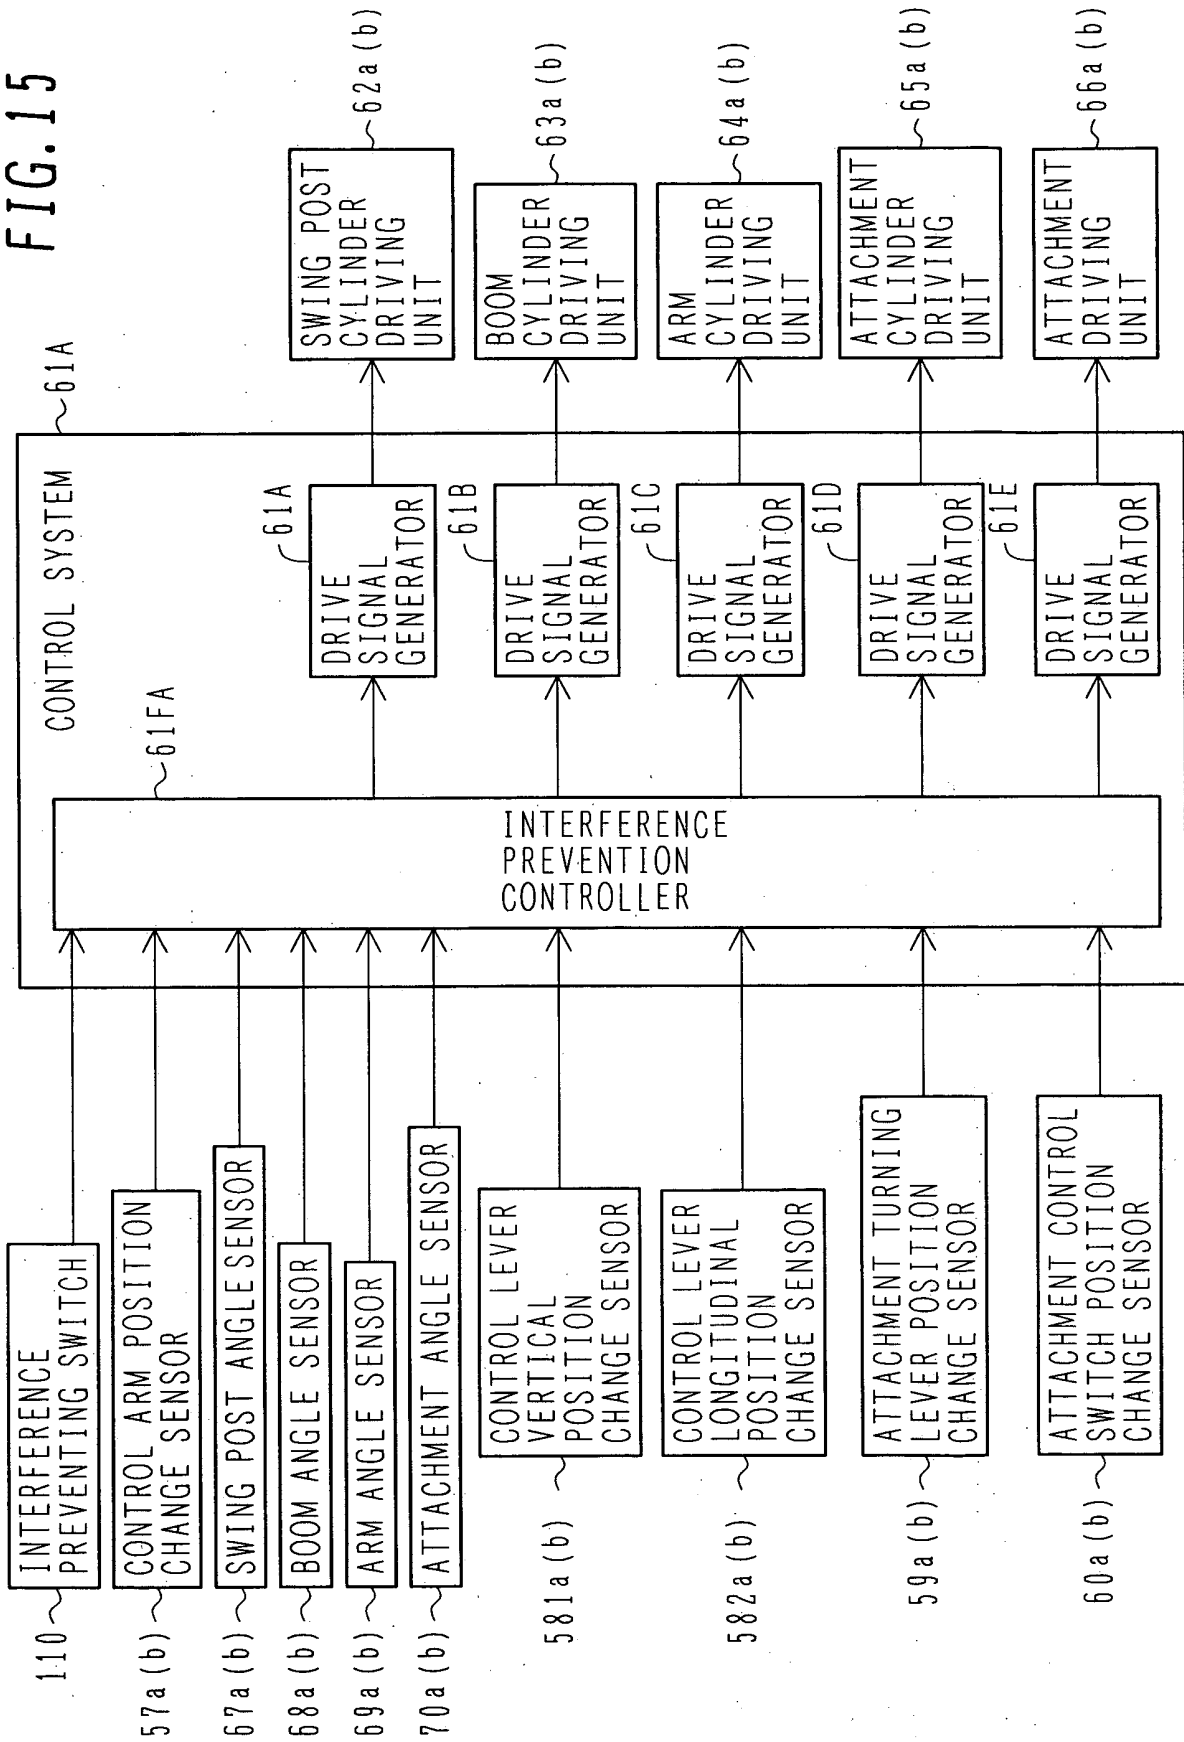 FIG.15
CONTROL SYSTEM
61A
INTERFERENCE
PREVENTING SWITCH
110
CONTROL ARM POSITION
CHANGE SENSOR
57a(b)
SWING POST ANGLE SENSOR
67a(b)
BOOM ANGLE SENSOR
68a(b)
ARM ANGLE SENSOR
69a(b)
ATTACHMENT ANGLE SENSOR
70a(b)
CONTROL LEVER
VERTICAL
POSITION
CHANGE SENSOR
581a(b)
CONTROL LEVER
LONGITUDINAL
POSITION
CHANGE SENSOR
582a(b)
ATTACHMENT TURNING
LEVER POSITION
CHANGE SENSOR
59a(b)
ATTACHMENT CONTROL
SWITCH POSITION
CHANGE SENSOR
60a(b)
61FA
INTERFERENCE
PREVENTION
CONTROLLER
61A
DRIVE
SIGNAL
GENERATOR
61B
DRIVE
SIGNAL
GENERATOR
61C
DRIVE
SIGNAL
GENERATOR
61D
DRIVE
SIGNAL
GENERATOR
61E
DRIVE
SIGNAL
GENERATOR
SWING POST
CYLINDER
DRIVING
UNIT
62a(b)
BOOM
CYLINDER
DRIVING
UNIT
63a(b)
ARM
CYLINDER
DRIVING
UNIT
64a(b)
ATTACHMENT
CYLINDER
DRIVING
UNIT
65a(b)
ATTACHMENT
DRIVING
UNIT
66a(b)